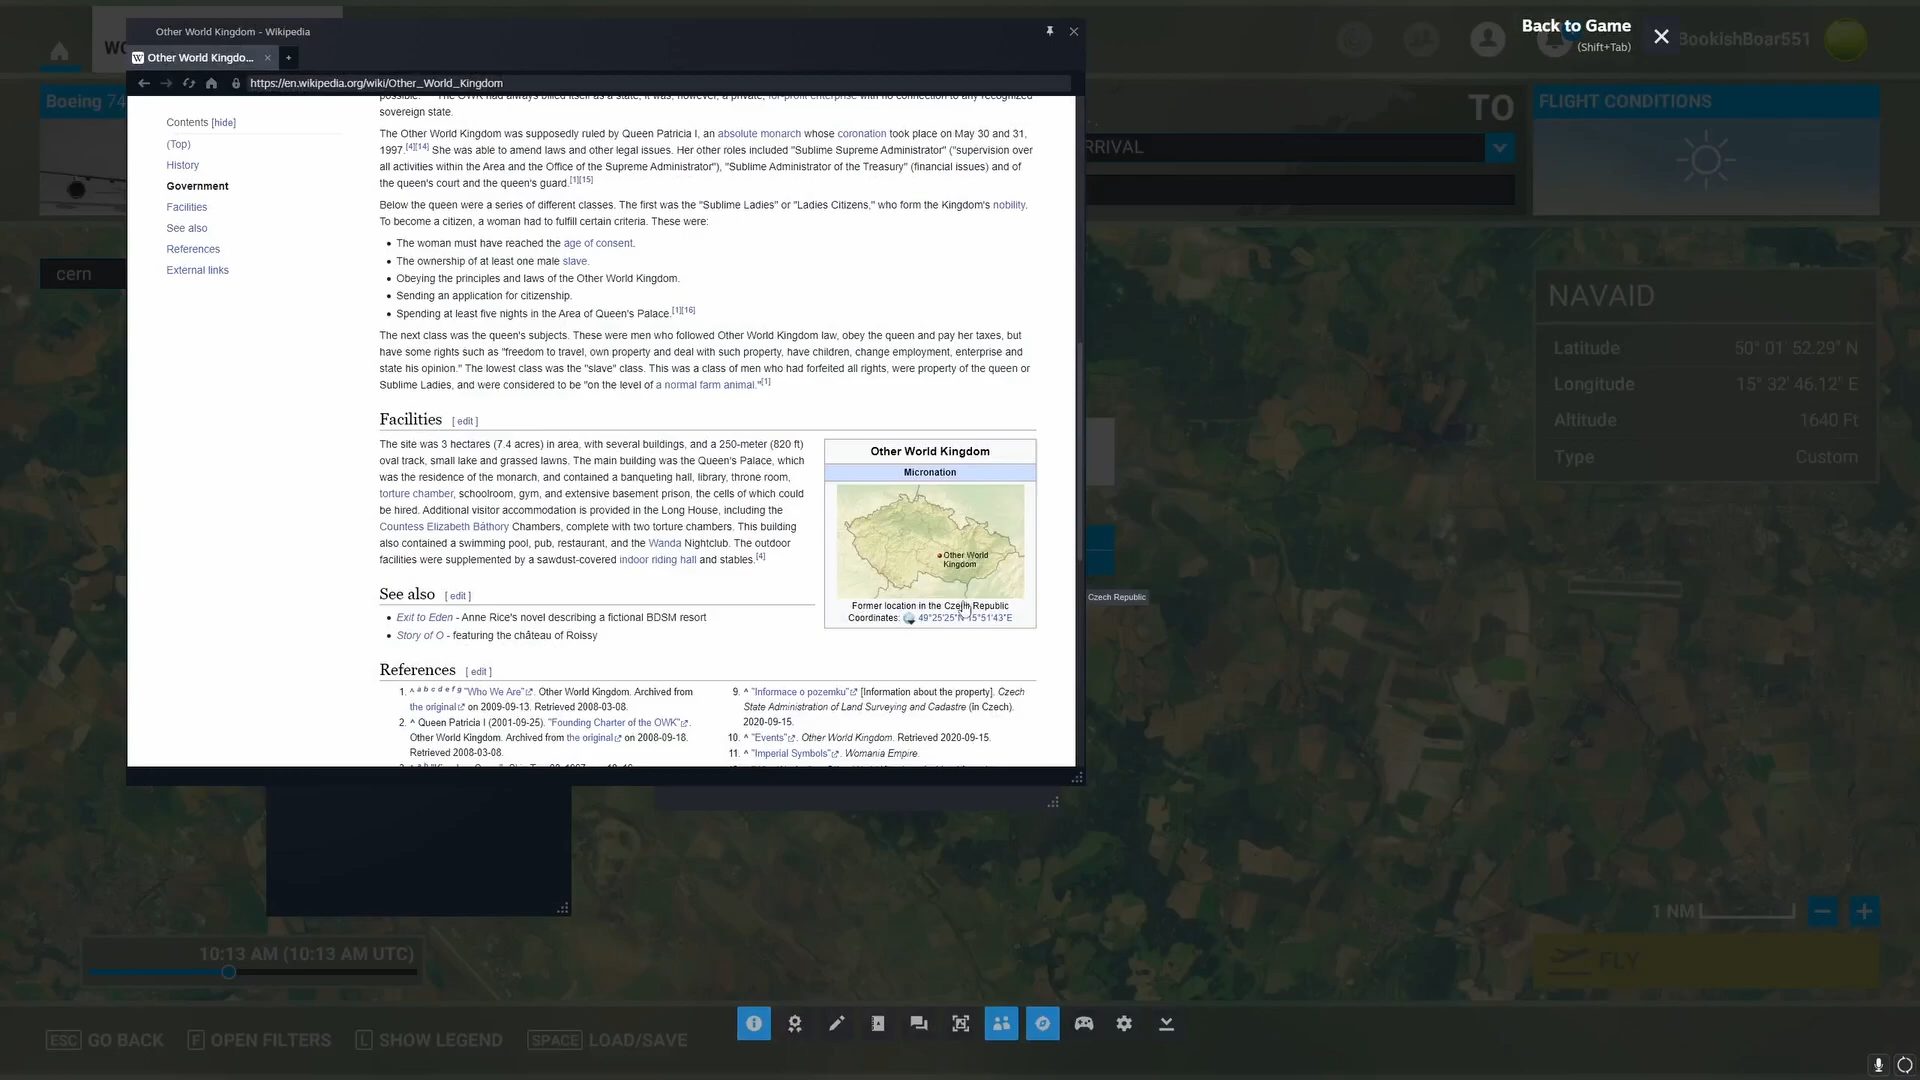 Other World Kingdom - Wikipedia
Other World Kingdo...
https://en.wikipedia.org/wiki/Other_World_Kingdom
Back to Game
(Shift+Tab)
BookishBoar551
Boeing 74
TO
RRIVAL
FLIGHT CONDITIONS
cern
NAVAID
Latitude 50° 01' 52.29" N
Longitude 15° 32' 46.12" E
Altitude 1640 Ft
Type Custom
Contents [hide]
(Top)
History
Government
Facilities
See also
References
External links
sovereign state.
The Other World Kingdom was supposedly ruled by Queen Patricia I, an absolute monarch whose coronation took place on May 30 and 31,
1997.[4][14] She was able to amend laws and other legal issues. Her other roles included "Sublime Supreme Administrator" ("supervision over
all activities within the Area and the Office of the Supreme Administrator"), "Sublime Administrator of the Treasury" (financial issues) and of
the queen's court and the queen's guard.[1][15]
Below the queen were a series of different classes. The first was the "Sublime Ladies" or "Ladies Citizens," who form the Kingdom's nobility.
To become a citizen, a woman had to fulfill certain criteria. These were:
• The woman must have reached the age of consent.
• The ownership of at least one male slave.
• Obeying the principles and laws of the Other World Kingdom.
• Sending an application for citizenship.
• Spending at least five nights in the Area of Queen's Palace.[1][16]
The next class was the queen's subjects. These were men who followed Other World Kingdom law, obey the queen and pay her taxes, but
have some rights such as "freedom to travel, own property and deal with such property, have children, change employment, enterprise and
state his opinion." The lowest class was the "slave" class. This was a class of men who had forfeited all rights, were property of the queen or
Sublime Ladies, and were considered to be "on the level of a normal farm animal."[1]
Facilities [ edit ]
The site was 3 hectares (7.4 acres) in area, with several buildings, and a 250-meter (820 ft)
oval track, small lake and grassed lawns. The main building was the Queen's Palace, which
was the residence of the monarch, and contained a banqueting hall, library, throne room,
torture chamber, schoolroom, gym, and extensive basement prison, the cells of which could
be hired. Additional visitor accommodation is provided in the Long House, including the
Countess Elizabeth Báthory Chambers, complete with two torture chambers. This building
also contained a swimming pool, pub, restaurant, and the Wanda Nightclub. The outdoor
facilities were supplemented by a sawdust-covered indoor riding hall and stables.[4]
Other World Kingdom
Micronation
Other World
Kingdom
Former location in the Czech Republic
Coordinates: 49°25'25"N 15°51'43"E
Czech Republic
See also [ edit ]
• Exit to Eden - Anne Rice's novel describing a fictional BDSM resort
• Story of O - featuring the château of Roissy
References [ edit ]
1. ^ a b c d e f g "Who We Are". Other World Kingdom. Archived from
the original on 2009-09-13. Retrieved 2008-03-08.
2. ^ Queen Patricia I (2001-09-25). "Founding Charter of the OWK".
Other World Kingdom. Archived from the original on 2008-09-18.
Retrieved 2008-03-08.
9. ^ "Informace o pozemku" [Information about the property]. Czech
State Administration of Land Surveying and Cadastre (in Czech).
2020-09-15.
10. ^ "Events". Other World Kingdom. Retrieved 2020-09-15.
11. ^ "Imperial Symbols". Womania Empire.
1 NM
10:13 AM (10:13 AM UTC)
FLY
ESC GO BACK F OPEN FILTERS L SHOW LEGEND SPACE LOAD/SAVE